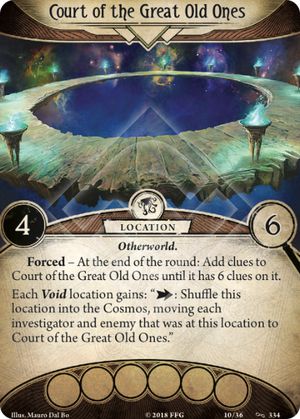 Court of the Great Old Ones
4
LOCATION
6
Otherworld.
Forced – At the end of the round: Add clues to
Court of the Great Old Ones until it has 6 clues on it.
Each Void location gains: “: Shuffle this
location into the Cosmos, moving each
investigator and enemy that was at this location to
Court of the Great Old Ones.”
Illus. Mauro Dal Bo
© 2018 FFG
10/36
334